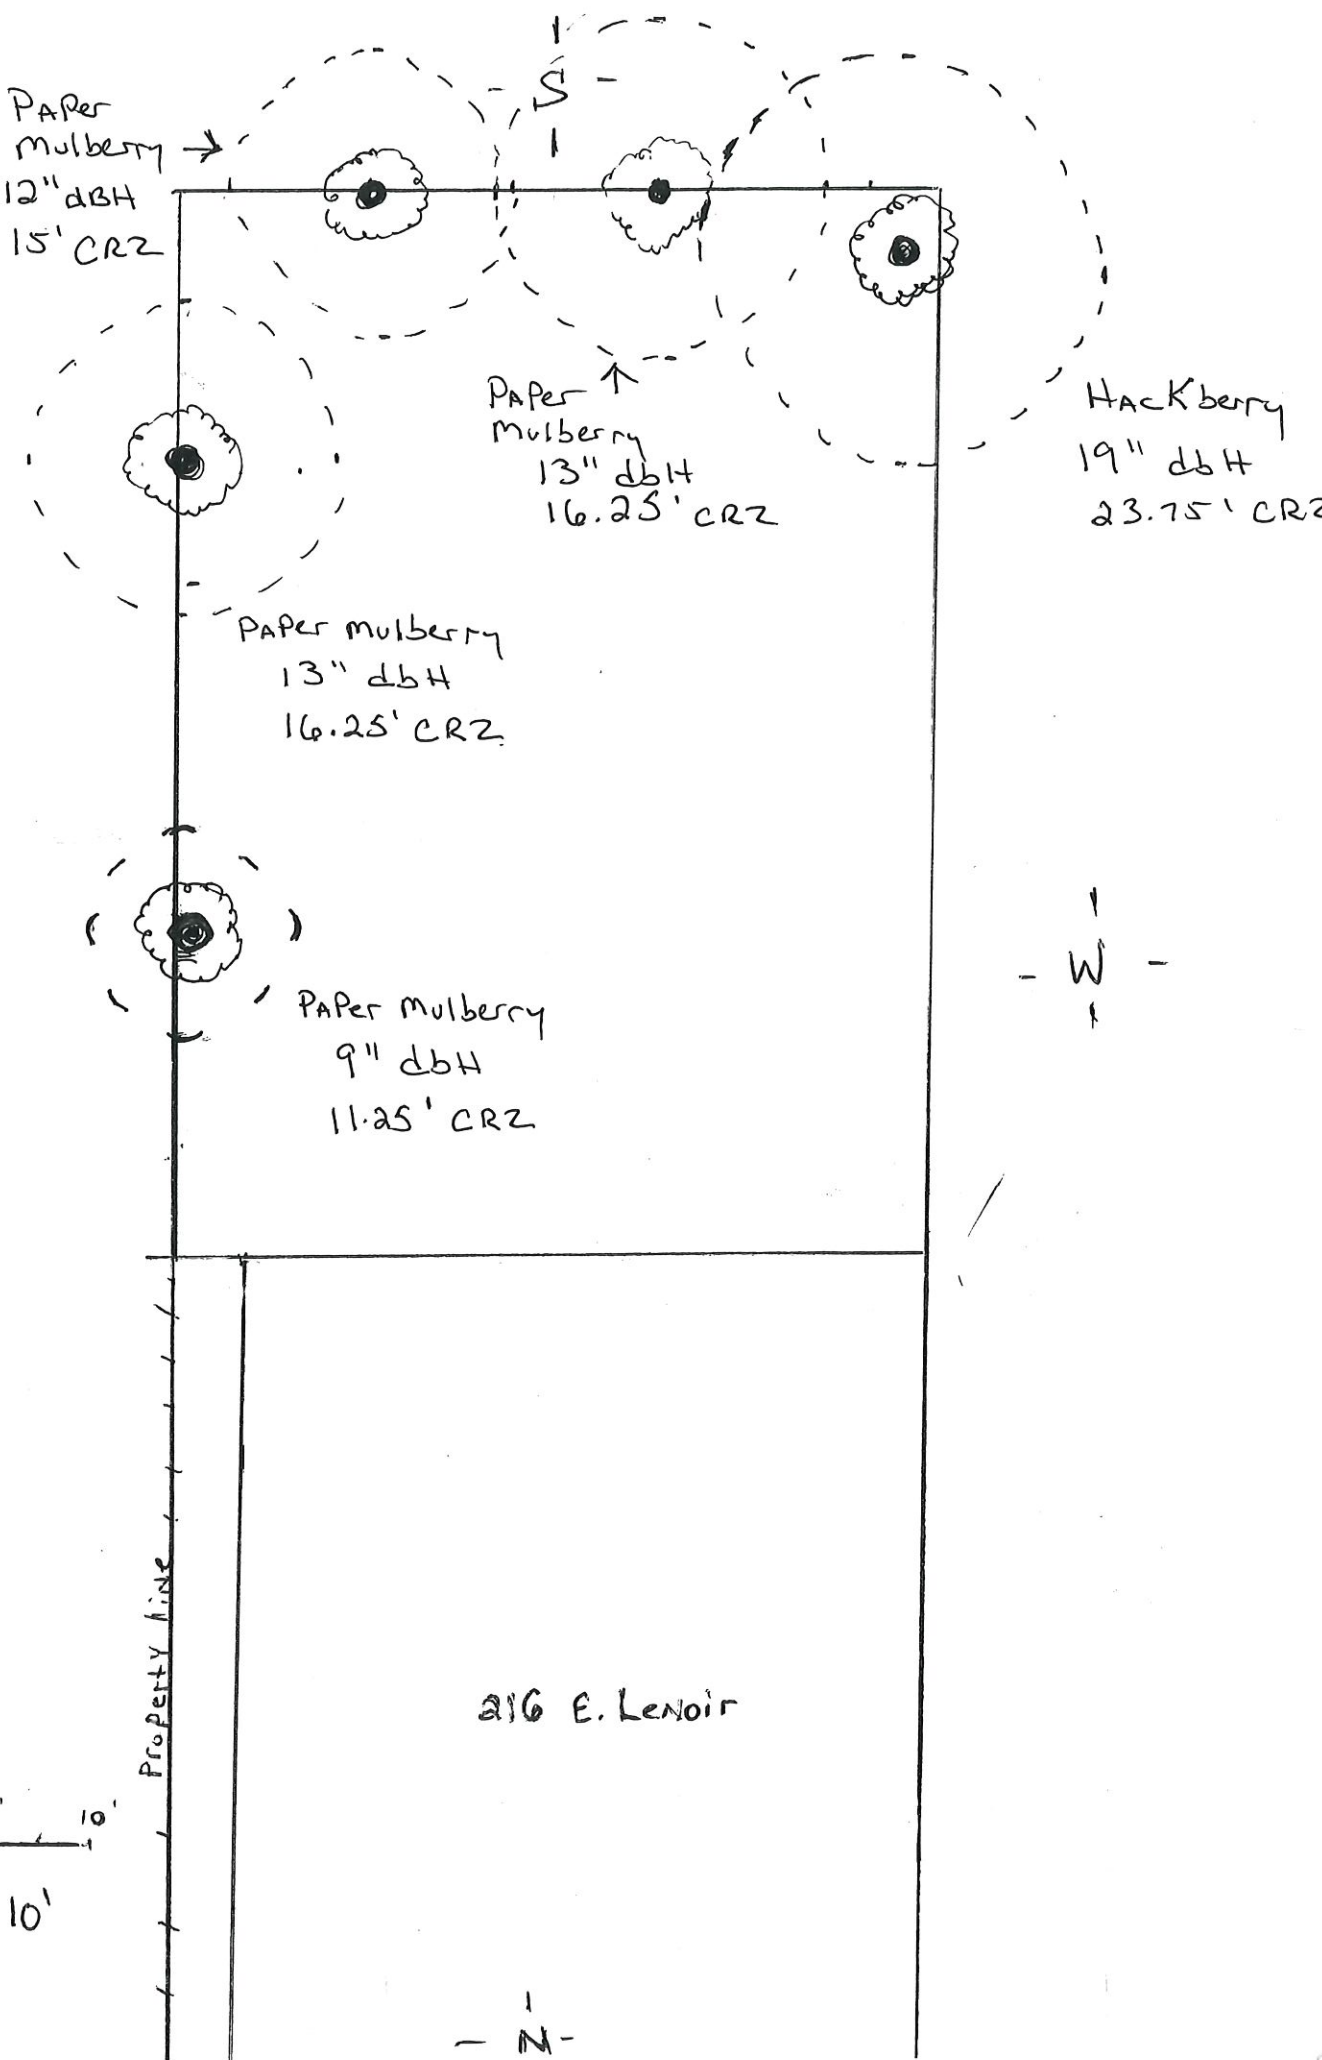 S
PAPer
Mulberry
12" dBH
15' CRZ
PAPer
Mulberry
13" dbH
16.25' CRZ
HAcKberry
19" dbH
23.75' CRZ
PAPer mulberry
13" dbH
16.25' CRZ
PAPer Mulberry
9" dbH
11.25' CRZ
W
Property Line
216 E. LeNoir
10'
10'
N